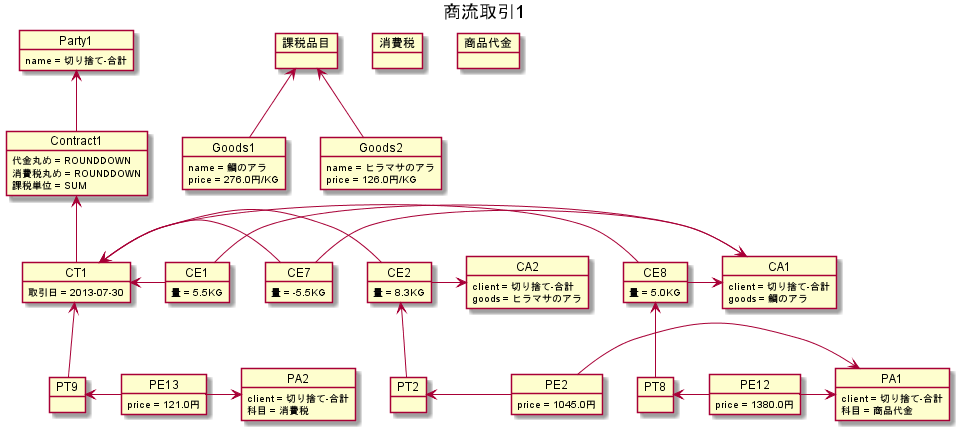 商流取引1
Party1
name = 切り捨て-合計
課税品目
消費税
商品代金
Contract1
代金丸め = ROUNDDOWN
消費税丸め = ROUNDDOWN
課税単位 = SUM
Goods1
name = 鯛のアラ
price = 276.0円/KG
Goods2
name = ヒラマサのアラ
price = 126.0円/KG
CT1
取引日 = 2013-07-30
CE1
量 = 5.5KG
CE7
量 = -5.5KG
CE2
量 = 8.3KG
CA2
client = 切り捨て-合計
goods = ヒラマサのアラ
CE8
量 = 5.0KG
CA1
client = 切り捨て-合計
goods = 鯛のアラ
PT9
PE13
price = 121.0円
PA2
client = 切り捨て-合計
科目 = 消費税
PT2
PE2
price = 1045.0円
PT8
PE12
price = 1380.0円
PA1
client = 切り捨て-合計
科目 = 商品代金